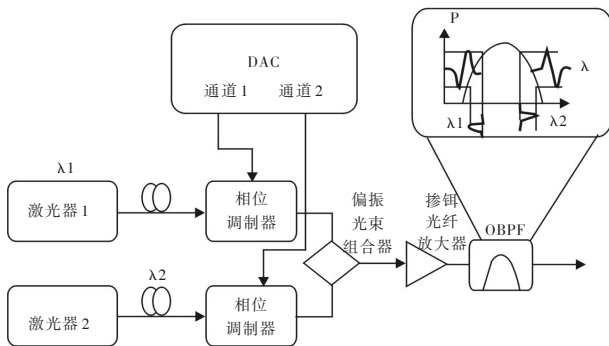 P
λ
λ1
λ2
DAC
通道1
通道2
λ1
激光器1
相位
调制器
偏振
光束
组合器
掺铒
光纤
放大器
OBPF
λ2
激光器2
相位
调制器